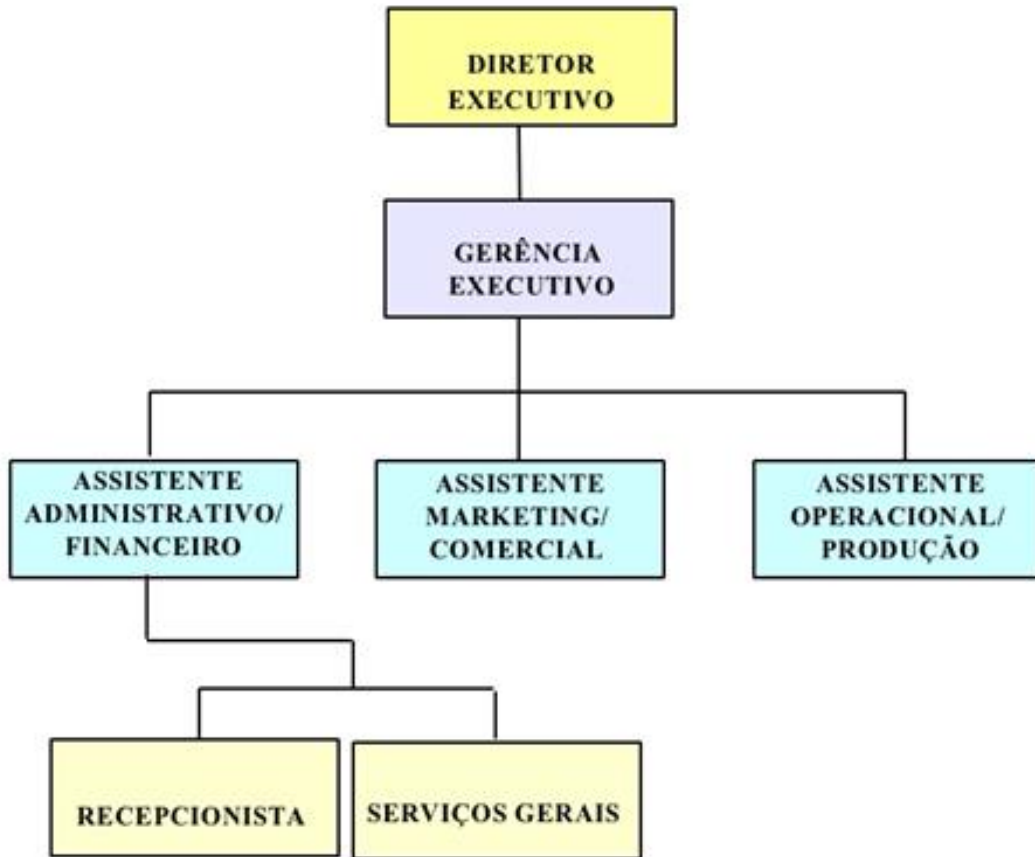 DIRETOR
EXECUTIVO
GERÊNCIA
EXECUTIVO
ASSISTENTE
ADMINISTRATIVO/
FINANCEIRO
ASSISTENTE
MARKETING/
COMERCIAL
ASSISTENTE
OPERACIONAL/
PRODUÇÃO
RECEPCIONISTA
SERVIÇOS GERAIS